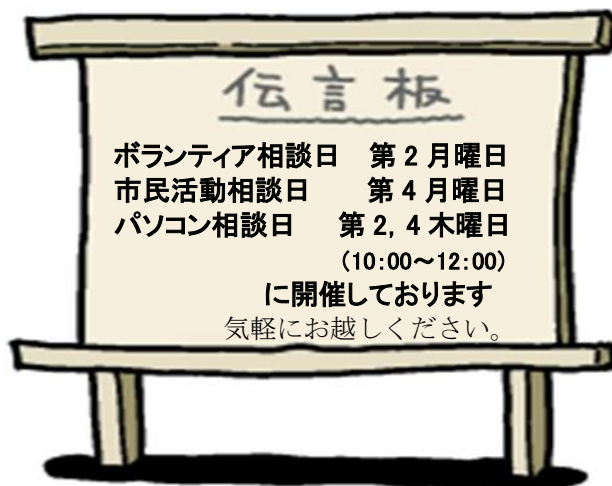 伝言板
ボランティア相談日　第2月曜日
市民活動相談日　第4月曜日
パソコン相談日　第2,4木曜日
(10:00～12:00)
に開催しております
気軽にお越しください。